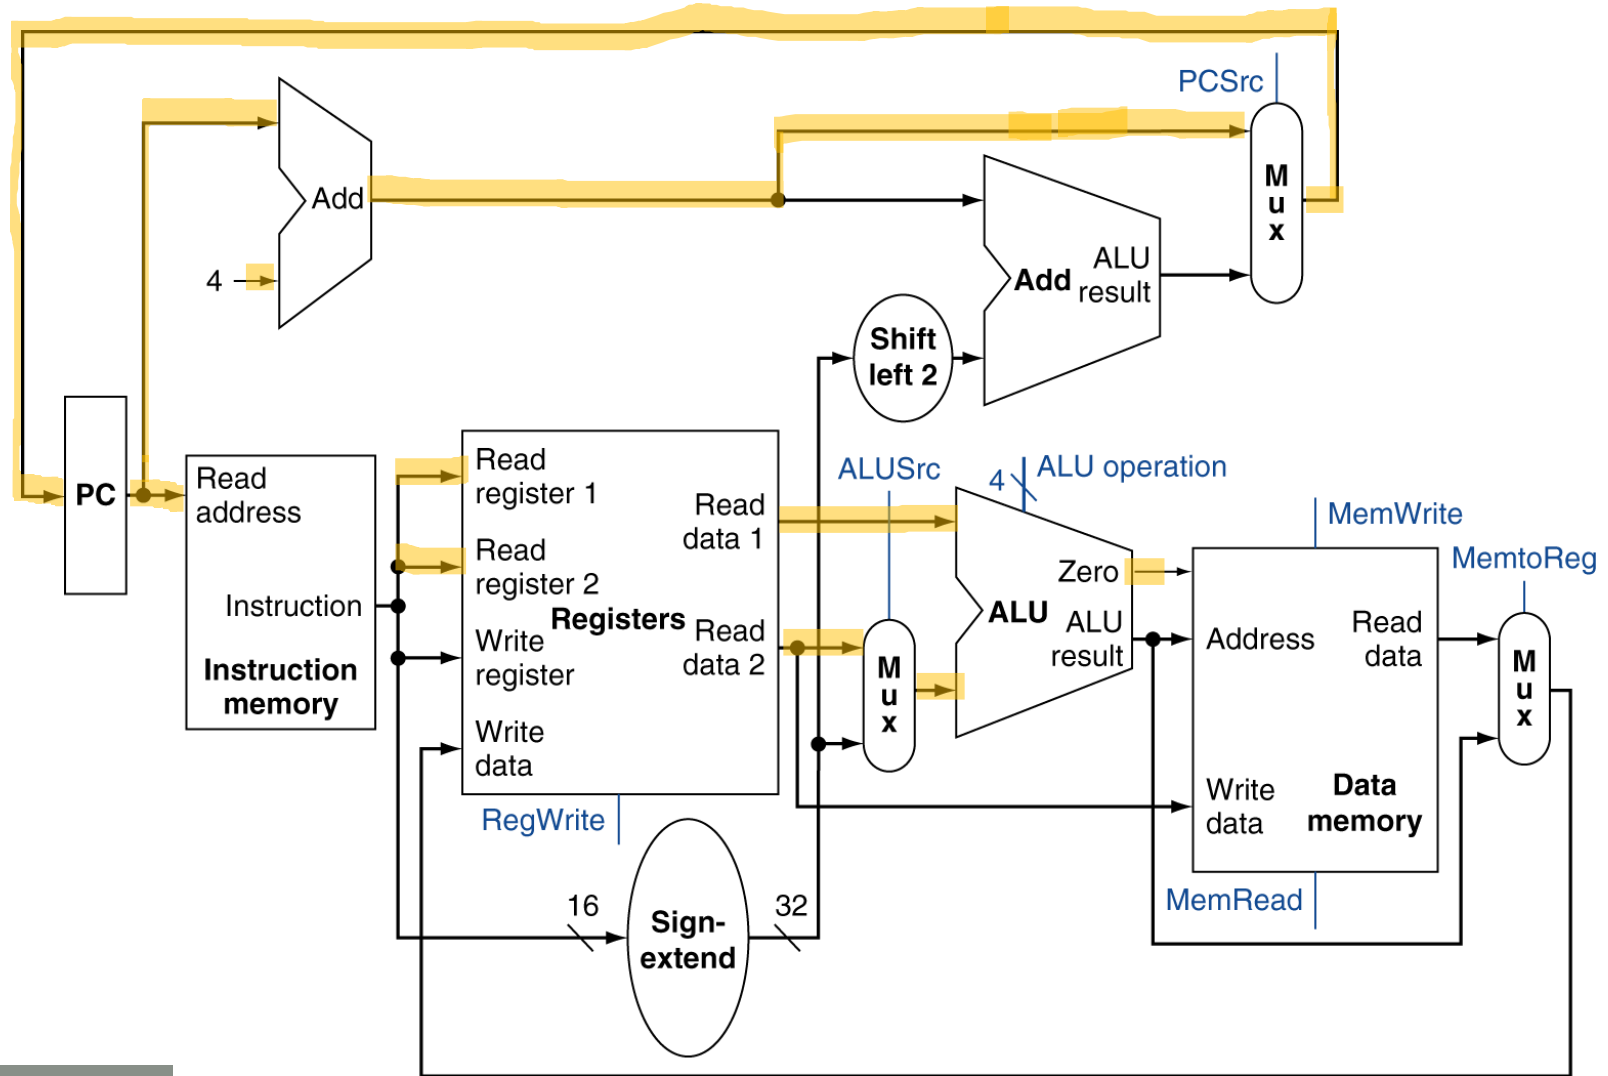 PCSrc
M
u
x
Add
4
Add
ALU
result
Shift
left 2
PC
Read
address
Instruction
Instruction
memory
Read
register 1
Read
register 2
Registers
Write
register
Write
data
Read
data 1
Read
data 2
RegWrite
16
Sign-
extend
32
ALUSrc
M
u
x
4
ALU operation
Zero
ALU
ALU
result
MemWrite
Address
Read
data
Write
data
Data
memory
MemRead
MemtoReg
M
u
x